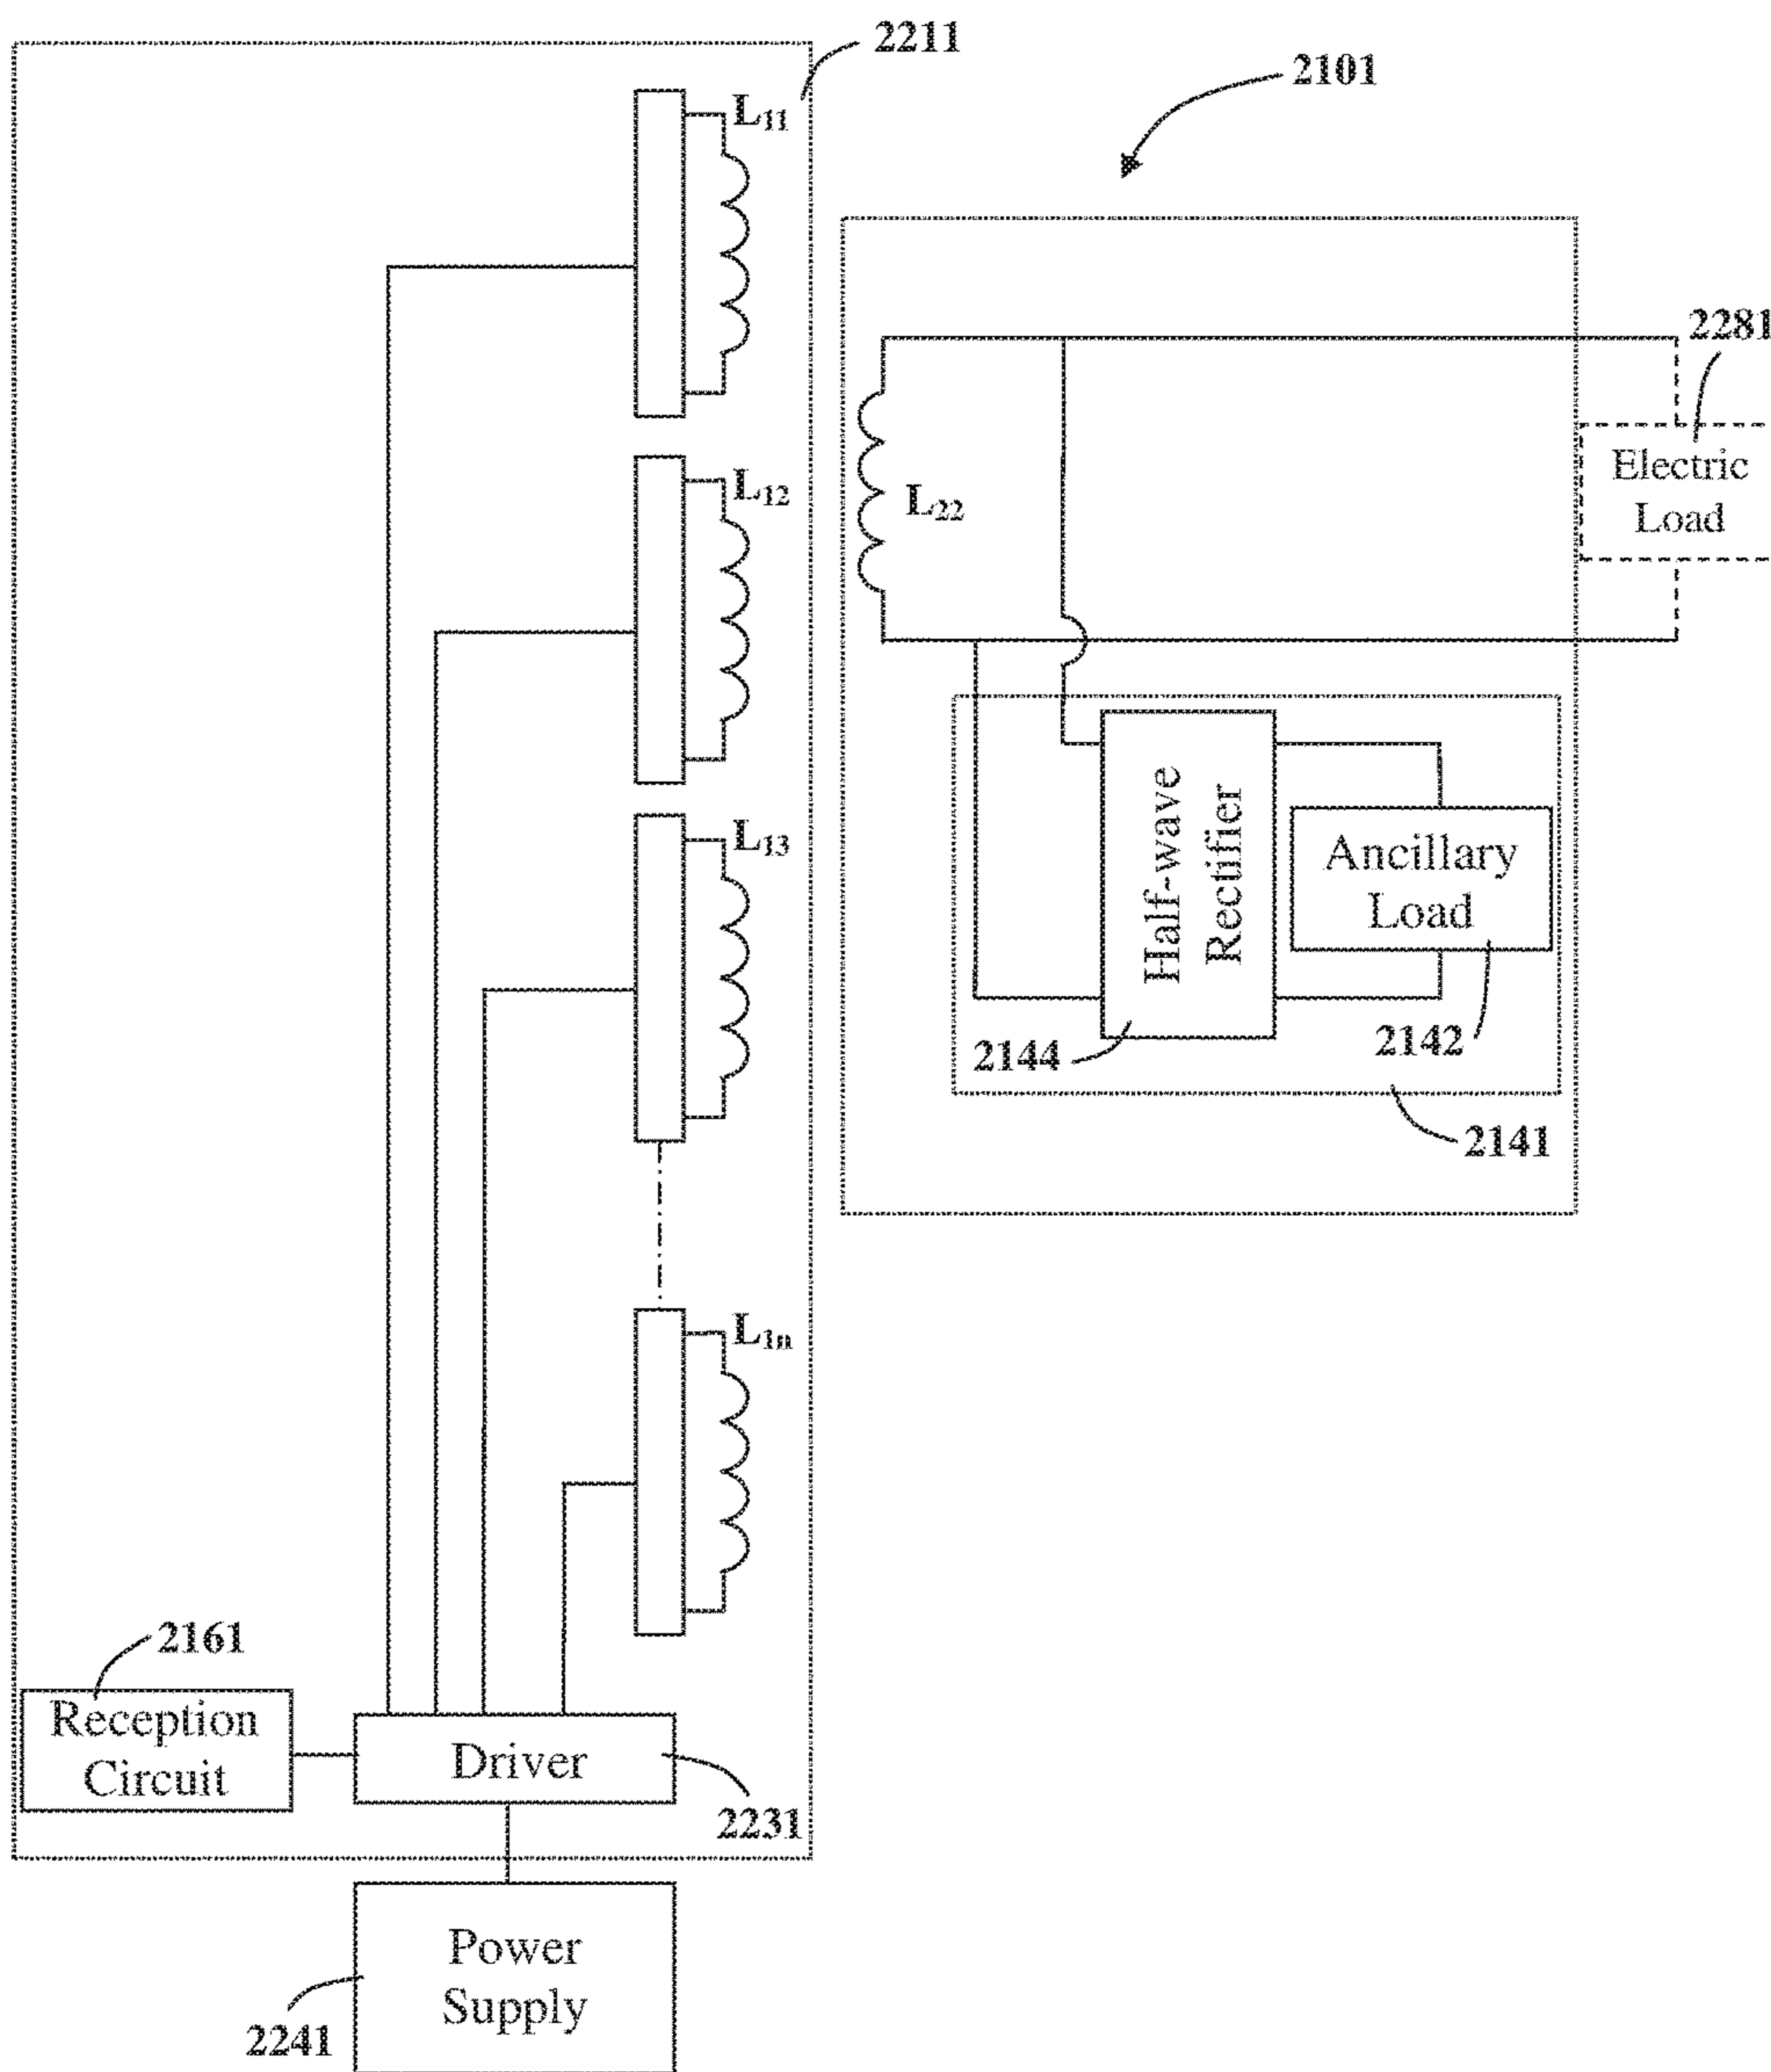 2211
2101
L11
2281
Electric
Load
L12
L22
L13
Half-wave
Rectifier
Ancillary
Load
2144
2142
2141
L1n
2161
Reception
Circuit
Driver
2231
Power
Supply
2241